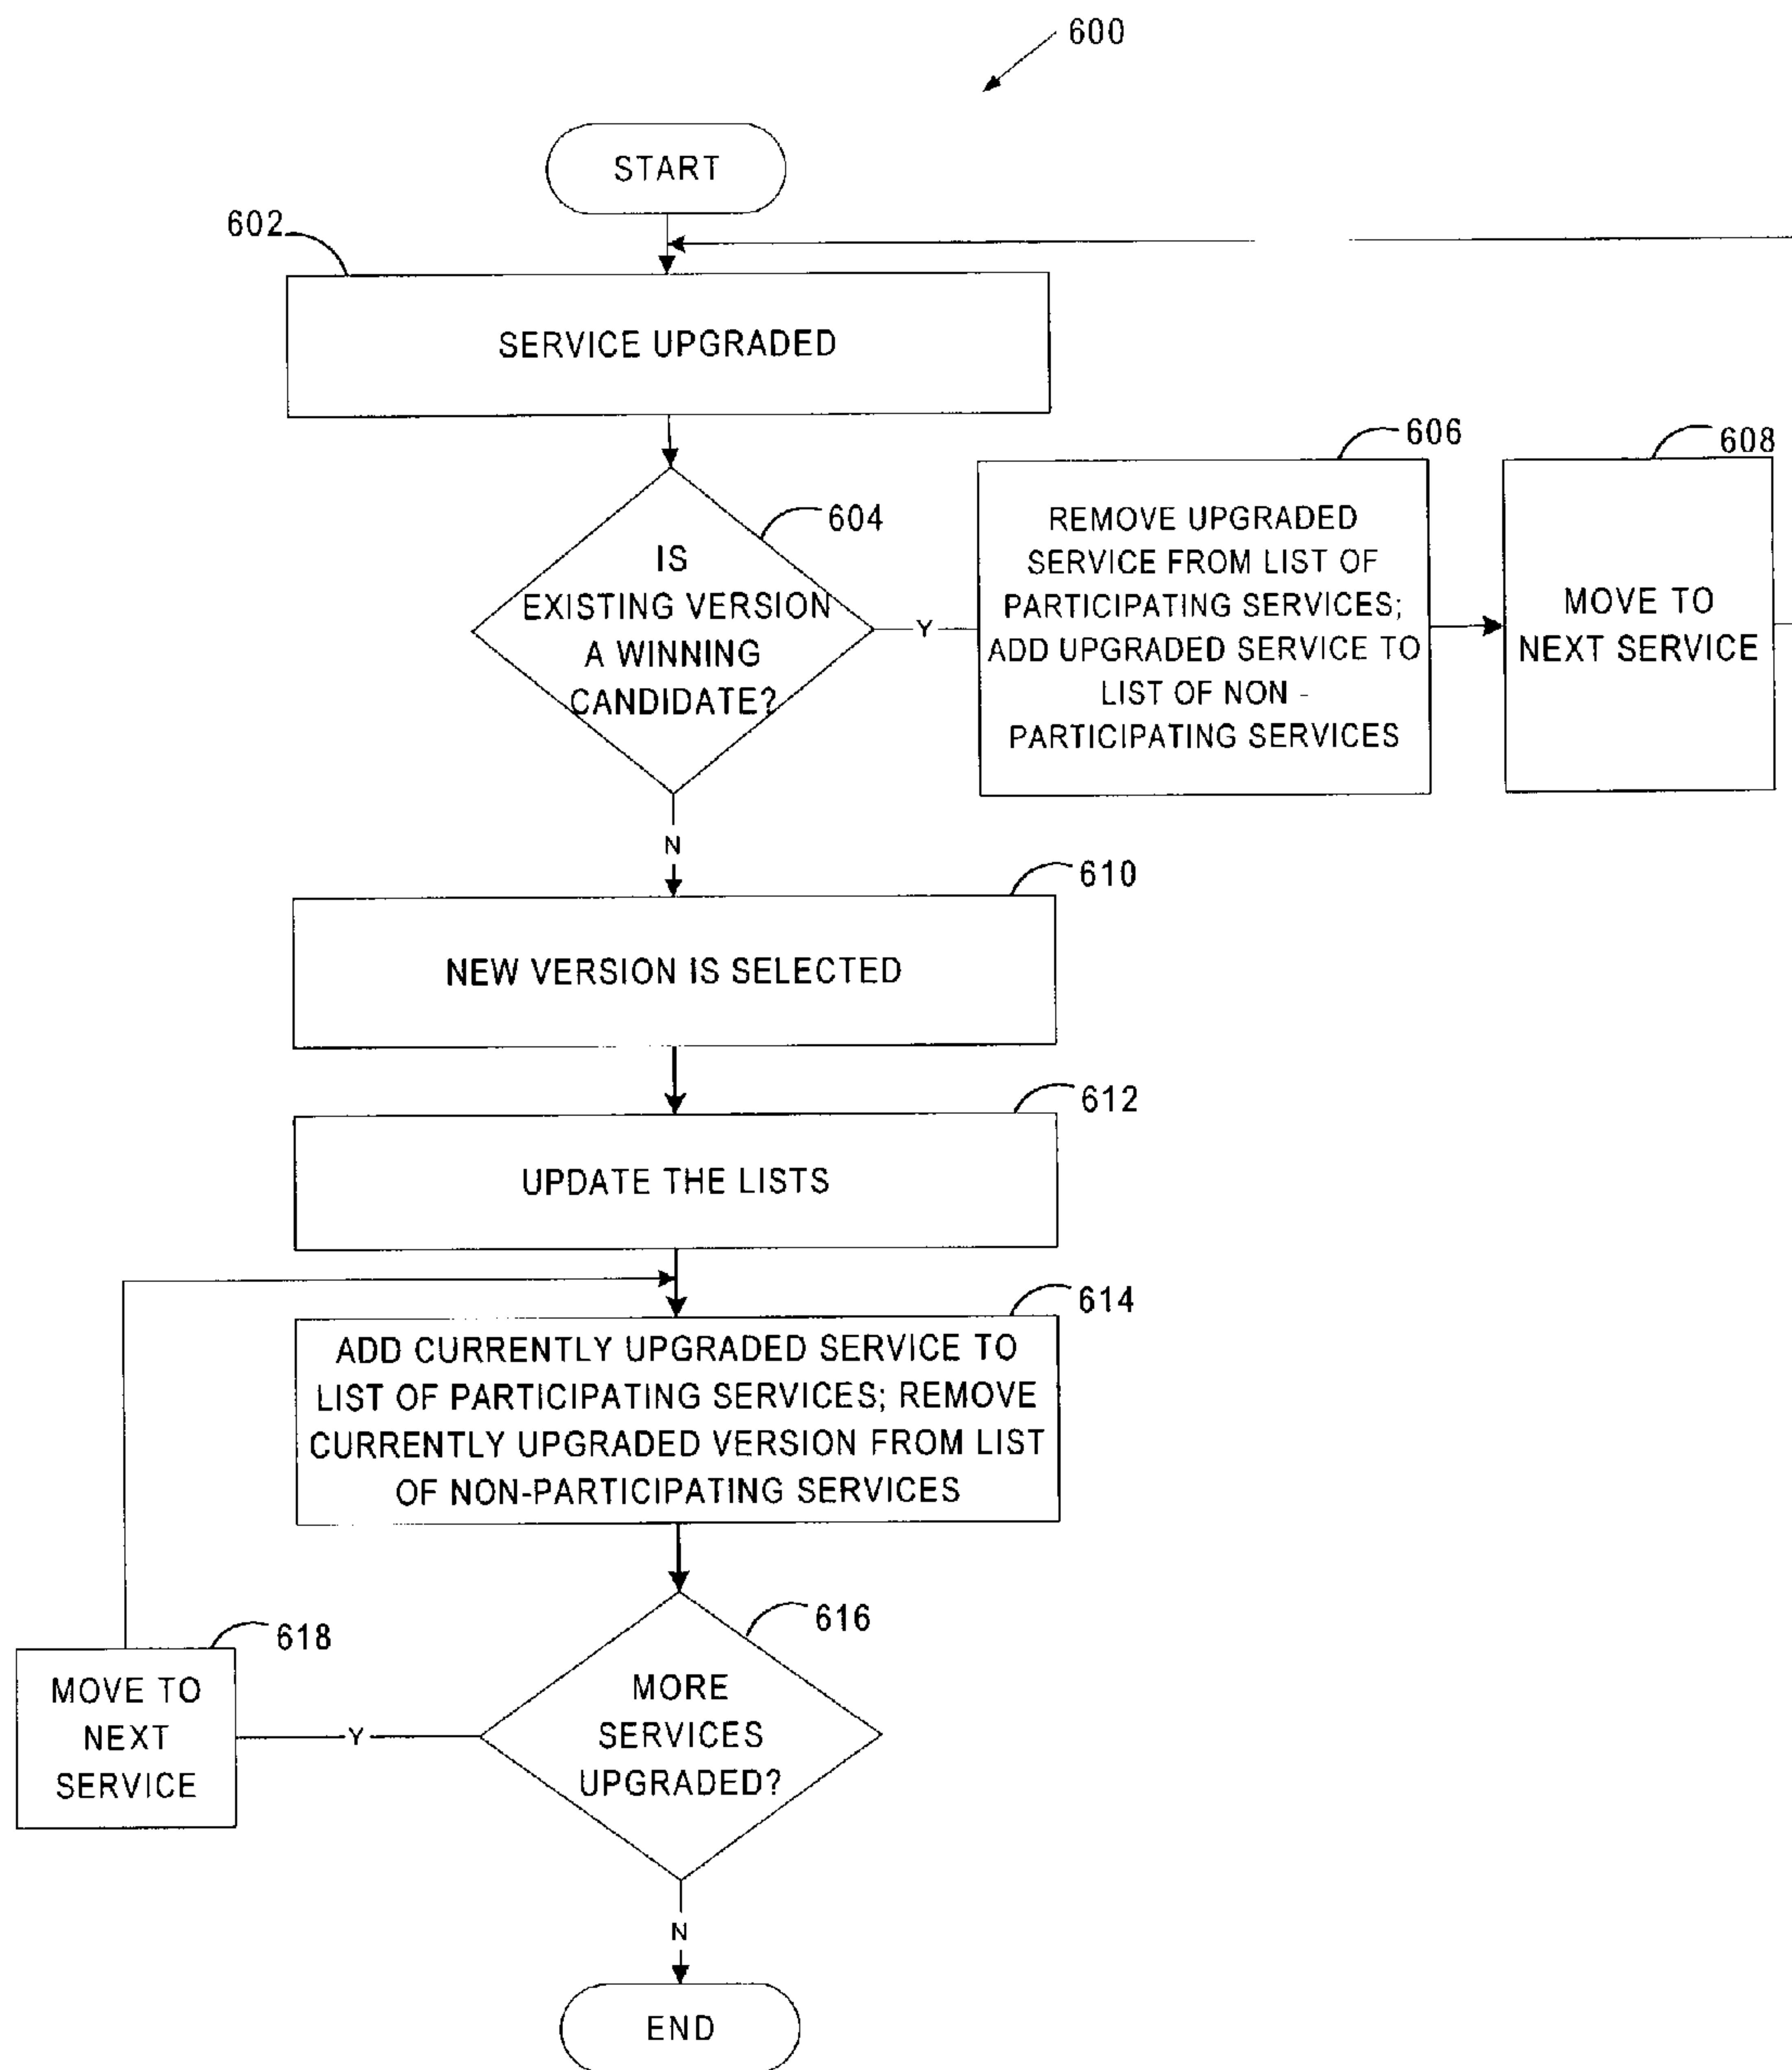 600
START
602
SERVICE UPGRADED
604
IS
EXISTING VERSION
A WINNING
CANDIDATE?
Y
606
REMOVE UPGRADED
SERVICE FROM LIST OF
PARTICIPATING SERVICES;
ADD UPGRADED SERVICE TO
LIST OF NON -
PARTICIPATING SERVICES
608
MOVE TO
NEXT SERVICE
N
610
NEW VERSION IS SELECTED
612
UPDATE THE LISTS
614
ADD CURRENTLY UPGRADED SERVICE TO
LIST OF PARTICIPATING SERVICES; REMOVE
CURRENTLY UPGRADED VERSION FROM LIST
OF NON-PARTICIPATING SERVICES
616
MORE
SERVICES
UPGRADED?
Y
618
MOVE TO
NEXT
SERVICE
N
END